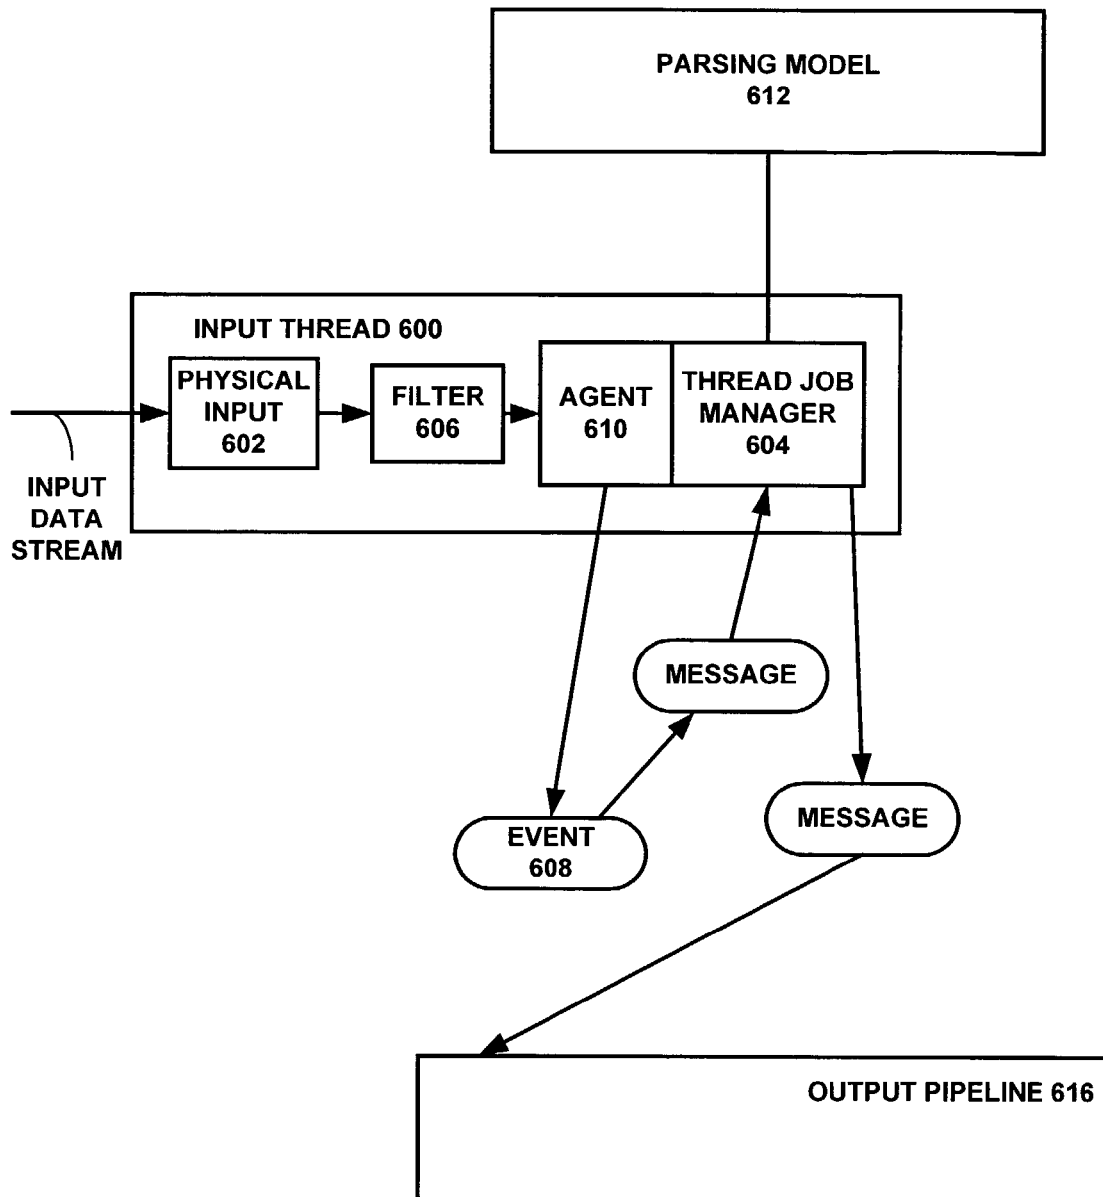 PARSING MODEL
612
INPUT THREAD 600
PHYSICAL
INPUT
602
FILTER
606
AGENT
610
THREAD JOB
MANAGER
604
INPUT
DATA
STREAM
MESSAGE
MESSAGE
EVENT
608
OUTPUT PIPELINE 616